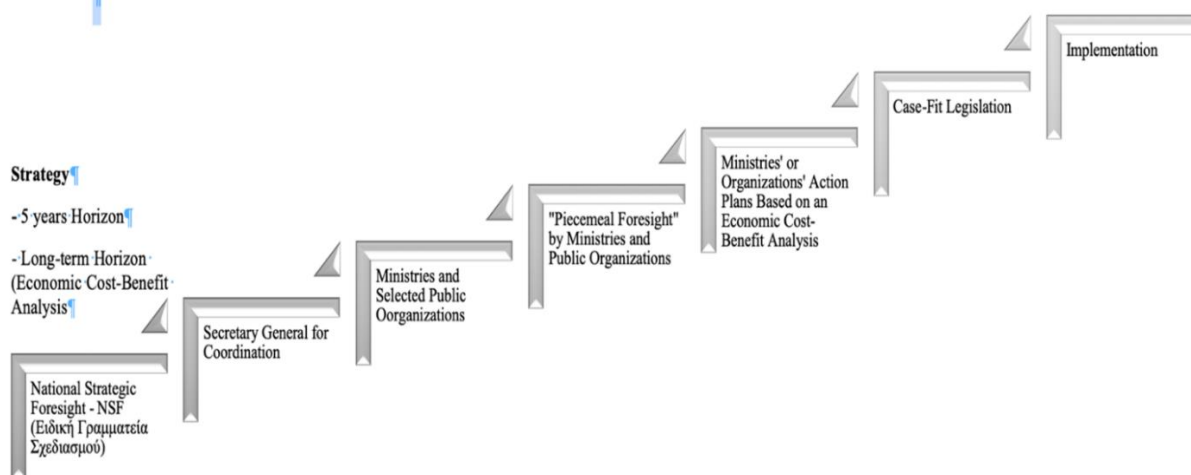 Strategy¶
- 5 years Horizon¶
- Long-term Horizon
(Economic Cost-Benefit
Analysis¶
National Strategic
Foresight - NSF
(Ειδική Γραμματεία
Σχεδιασμού)
Secretary General for
Coordination
Ministries and
Selected Public
Oorganizations
"Piecemeal Foresight"
by Ministries and
Public Organizations
Ministries' or
Organizations' Action
Plans Based on an
Economic Cost-
Benefit Analysis
Case-Fit Legislation
Implementation